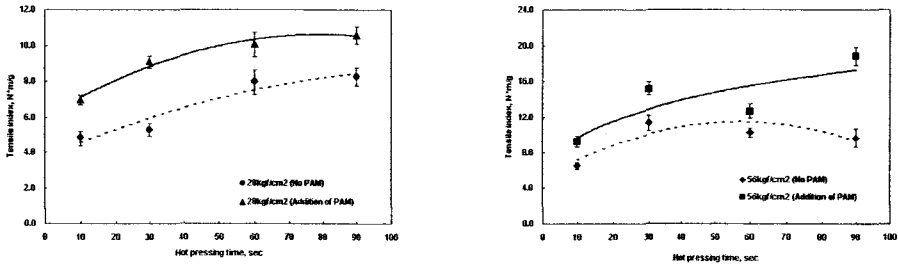 12.0
10.0
8.0
6.0
4.0
2.0
0.0
Tensile index, N*m/g
28kgf/cm2 (No PAM)
28kgf/cm2 (Addition of PAM)
0 10 20 30 40 50 60 70 80 90 100
Hot pressing time, sec
24.0
20.0
16.0
12.0
8.0
4.0
0.0
Tensile index, N*m/g
56kgf/cm2 (No PAM)
56kgf/cm2 (Addition of PAM)
0 10 20 30 40 50 60 70 80 90 100
Hot pressing time, sec